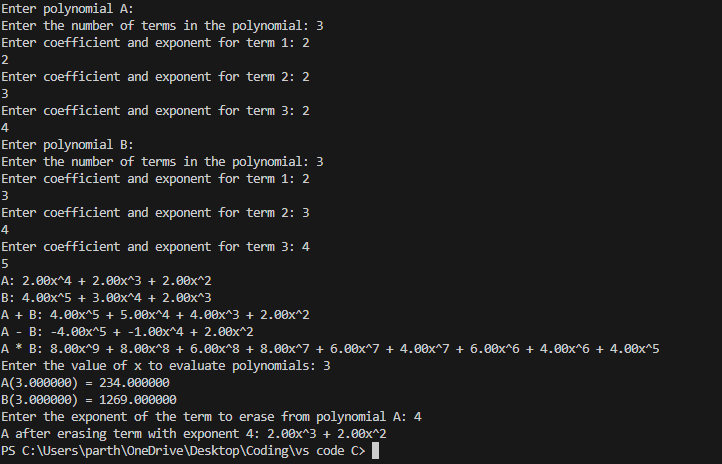 Enter polynomial A:
Enter the number of terms in the polynomial: 3
Enter coefficient and exponent for term 1: 2
2
Enter coefficient and exponent for term 2: 2
3
Enter coefficient and exponent for term 3: 2
4
Enter polynomial B:
Enter the number of terms in the polynomial: 3
Enter coefficient and exponent for term 1: 2
3
Enter coefficient and exponent for term 2: 3
4
Enter coefficient and exponent for term 3: 4
5
A: 2.00x^4 + 2.00x^3 + 2.00x^2
B: 4.00x^5 + 3.00x^4 + 2.00x^3
A + B: 4.00x^5 + 5.00x^4 + 4.00x^3 + 2.00x^2
A - B: -4.00x^5 + -1.00x^4 + 2.00x^2
A * B: 8.00x^9 + 8.00x^8 + 6.00x^8 + 8.00x^7 + 6.00x^7 + 4.00x^7 + 6.00x^6 + 4.00x^6 + 4.00x^5
Enter the value of x to evaluate polynomials: 3
A(3.000000) = 234.000000
B(3.000000) = 1269.000000
Enter the exponent of the term to erase from polynomial A: 4
A after erasing term with exponent 4: 2.00x^3 + 2.00x^2
PS C:\Users\parth\OneDrive\Desktop\Coding\vs code C>